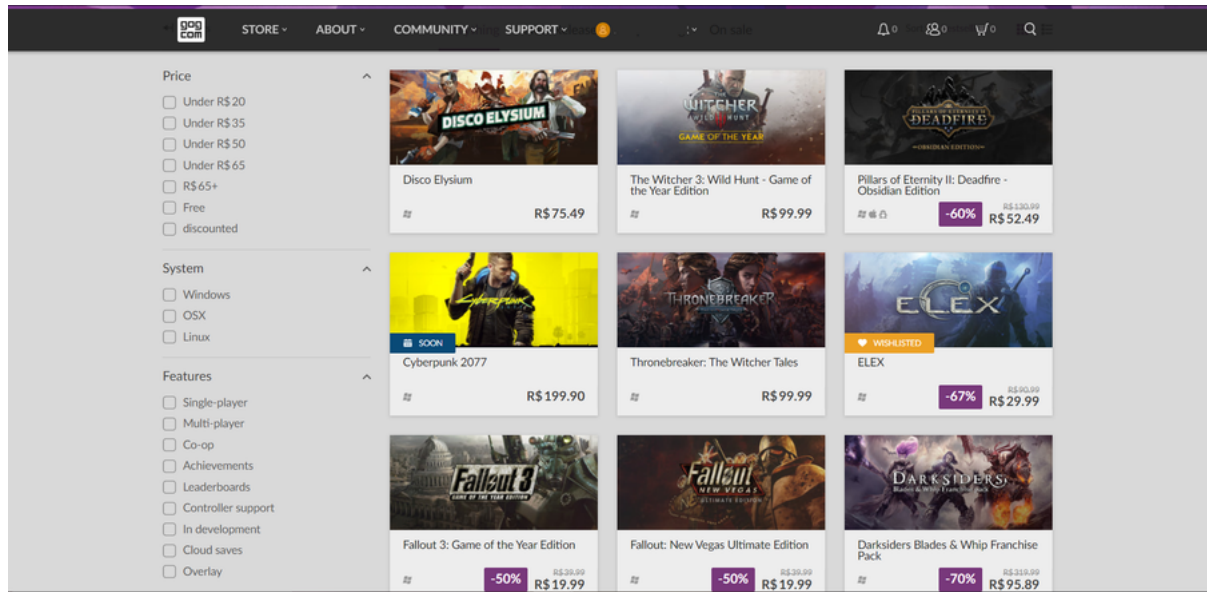 gog
com
STORE ABOUT COMMUNITY SUPPORT On sale 0 0 0
Price
Under R$ 20
Under R$ 35
Under R$ 50
Under R$ 65
R$ 65+
Free
discounted
System
Windows
OSX
Linux
Features
Single-player
Multi-player
Co-op
Achievements
Leaderboards
Controller support
In development
Cloud saves
Overlay
DISCO ELYSIUM
Disco Elysium
R$ 75.49
THE
WITCHER
WILD HUNT
GAME OF THE YEAR
The Witcher 3: Wild Hunt - Game of
the Year Edition
R$ 99.99
PILLARS OF ETERNITY II
DEADFIRE
OBSIDIAN EDITION
Pillars of Eternity II: Deadfire -
Obsidian Edition
-60%
R$ 130.99
R$ 52.49
Cyberpunk
SOON
Cyberpunk 2077
R$ 199.90
THRONEBREAKER
Thronebreaker: The Witcher Tales
R$ 99.99
ELEX
WISHLISTED
ELEX
-67%
R$ 90.99
R$ 29.99
Fallout 3
GAME OF THE YEAR EDITION
Fallout 3: Game of the Year Edition
-50%
R$ 39.99
R$ 19.99
Fallout
NEW VEGAS
ULTIMATE EDITION
Fallout: New Vegas Ultimate Edition
-50%
R$ 39.99
R$ 19.99
DARKSIDERS
Blades & Whip Franchise Pack
Darksiders Blades & Whip Franchise
Pack
-70%
R$ 319.99
R$ 95.89